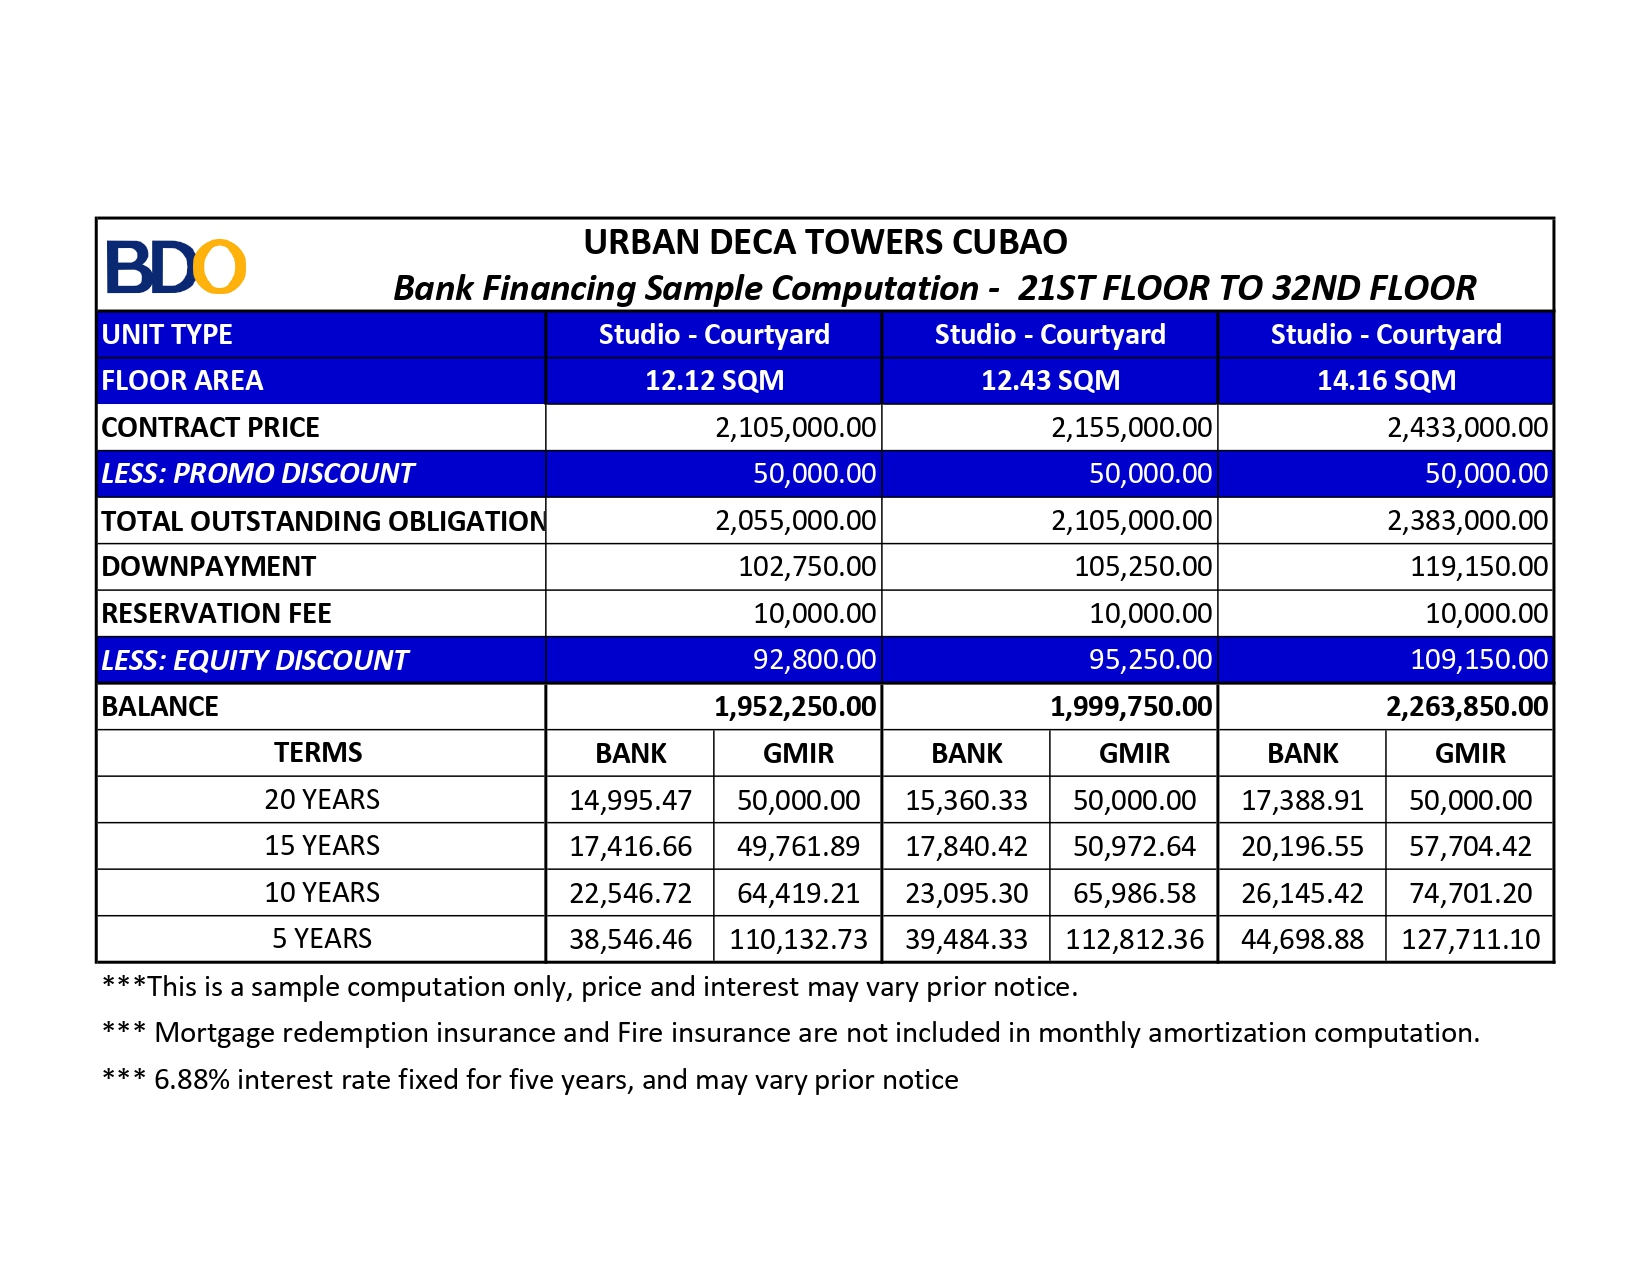 BDO
URBAN DECA TOWERS CUBAO
Bank Financing Sample Computation - 21ST FLOOR TO 32ND FLOOR
UNIT TYPE Studio - Courtyard Studio - Courtyard Studio - Courtyard
FLOOR AREA 12.12 SQM 12.43 SQM 14.16 SQM
CONTRACT PRICE 2,105,000.00 2,155,000.00 2,433,000.00
LESS: PROMO DISCOUNT 50,000.00 50,000.00 50,000.00
TOTAL OUTSTANDING OBLIGATION 2,055,000.00 2,105,000.00 2,383,000.00
DOWNPAYMENT 102,750.00 105,250.00 119,150.00
RESERVATION FEE 10,000.00 10,000.00 10,000.00
LESS: EQUITY DISCOUNT 92,800.00 95,250.00 109,150.00
BALANCE 1,952,250.00 1,999,750.00 2,263,850.00
TERMS BANK GMIR BANK GMIR BANK GMIR
20 YEARS 14,995.47 50,000.00 15,360.33 50,000.00 17,388.91 50,000.00
15 YEARS 17,416.66 49,761.89 17,840.42 50,972.64 20,196.55 57,704.42
10 YEARS 22,546.72 64,419.21 23,095.30 65,986.58 26,145.42 74,701.20
5 YEARS 38,546.46 110,132.73 39,484.33 112,812.36 44,698.88 127,711.10
***This is a sample computation only, price and interest may vary prior notice.
*** Mortgage redemption insurance and Fire insurance are not included in monthly amortization computation.
*** 6.88% interest rate fixed for five years, and may vary prior notice